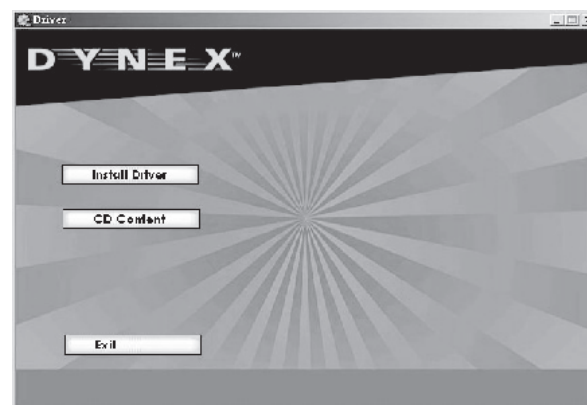 Driver
DYNEX™
Install Driver
CD Content
Exit